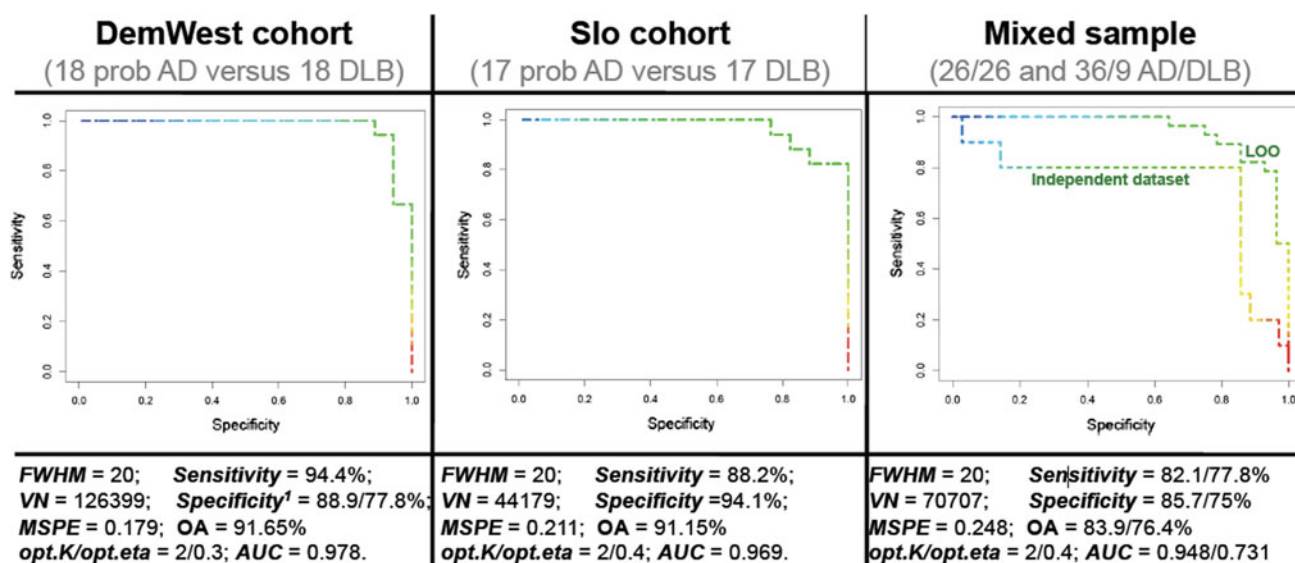 DemWest cohort
(18 prob AD versus 18 DLB)
Sensitivity
1.0
0.8
0.6
0.4
0.2
0.0
0.0 0.2 0.4 0.6 0.8 1.0
Specificity
FWHM = 20; Sensitivity = 94.4%;
VN = 126399; Specificity¹ = 88.9/77.8%;
MSPE = 0.179; OA = 91.65%
opt.K/opt.eta = 2/0.3; AUC = 0.978.
Slo cohort
(17 prob AD versus 17 DLB)
Sensitivity
1.0
0.8
0.6
0.4
0.2
0.0
0.0 0.2 0.4 0.6 0.8 1.0
Specificity
FWHM = 20; Sensitivity = 88.2%;
VN = 44179; Specificity =94.1%;
MSPE = 0.211; OA = 91.15%
opt.K/opt.eta = 2/0.4; AUC = 0.969.
Mixed sample
(26/26 and 36/9 AD/DLB)
Sensitivity
1.0
0.8
0.6
0.4
0.2
0.0
LOO
Independent dataset
0.0 0.2 0.4 0.6 0.8 1.0
Specificity
FWHM = 20; Sensitivity = 82.1/77.8%
VN = 70707; Specificity = 85.7/75%
MSPE = 0.248; OA = 83.9/76.4%
opt.K/opt.eta = 2/0.4; AUC = 0.948/0.731